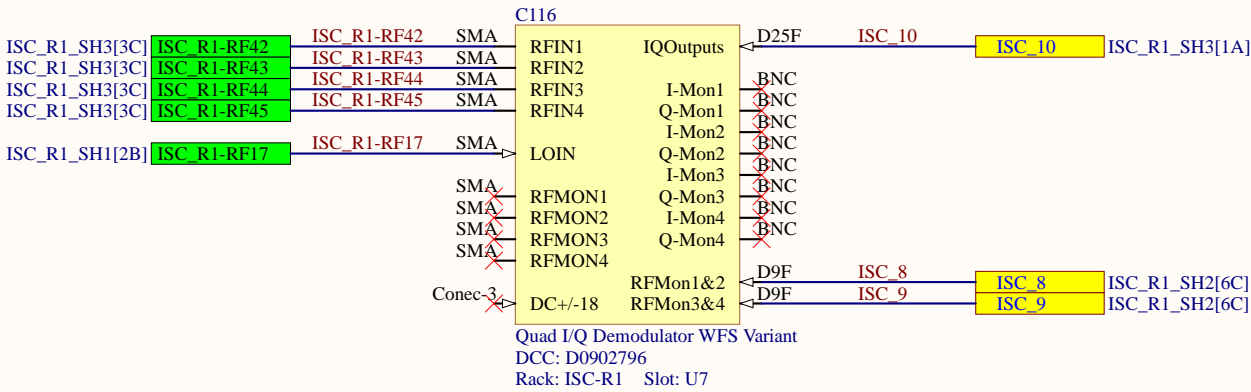 C116
ISC_R1_SH3[3C] ISC_R1-RF42 ISC_R1-RF42 SMA RFIN1 IQOutputs D25F ISC_10 ISC_10 ISC_R1_SH3[1A]
ISC_R1_SH3[3C] ISC_R1-RF43 ISC_R1-RF43 SMA RFIN2
ISC_R1_SH3[3C] ISC_R1-RF44 ISC_R1-RF44 SMA RFIN3 I-Mon1 BNC
ISC_R1_SH3[3C] ISC_R1-RF45 ISC_R1-RF45 SMA RFIN4 Q-Mon1 BNC
I-Mon2 BNC
ISC_R1_SH1[2B] ISC_R1-RF17 ISC_R1-RF17 SMA LOIN Q-Mon2 BNC
I-Mon3 BNC
SMA RFMON1 Q-Mon3 BNC
SMA RFMON2 I-Mon4 BNC
SMA RFMON3 Q-Mon4 BNC
SMA RFMON4
RFMon1&2 D9F ISC_8 ISC_8 ISC_R1_SH2[6C]
Conec-3 DC+/-18 RFMon3&4 D9F ISC_9 ISC_9 ISC_R1_SH2[6C]
Quad I/Q Demodulator WFS Variant
DCC: D0902796
Rack: ISC-R1 Slot: U7